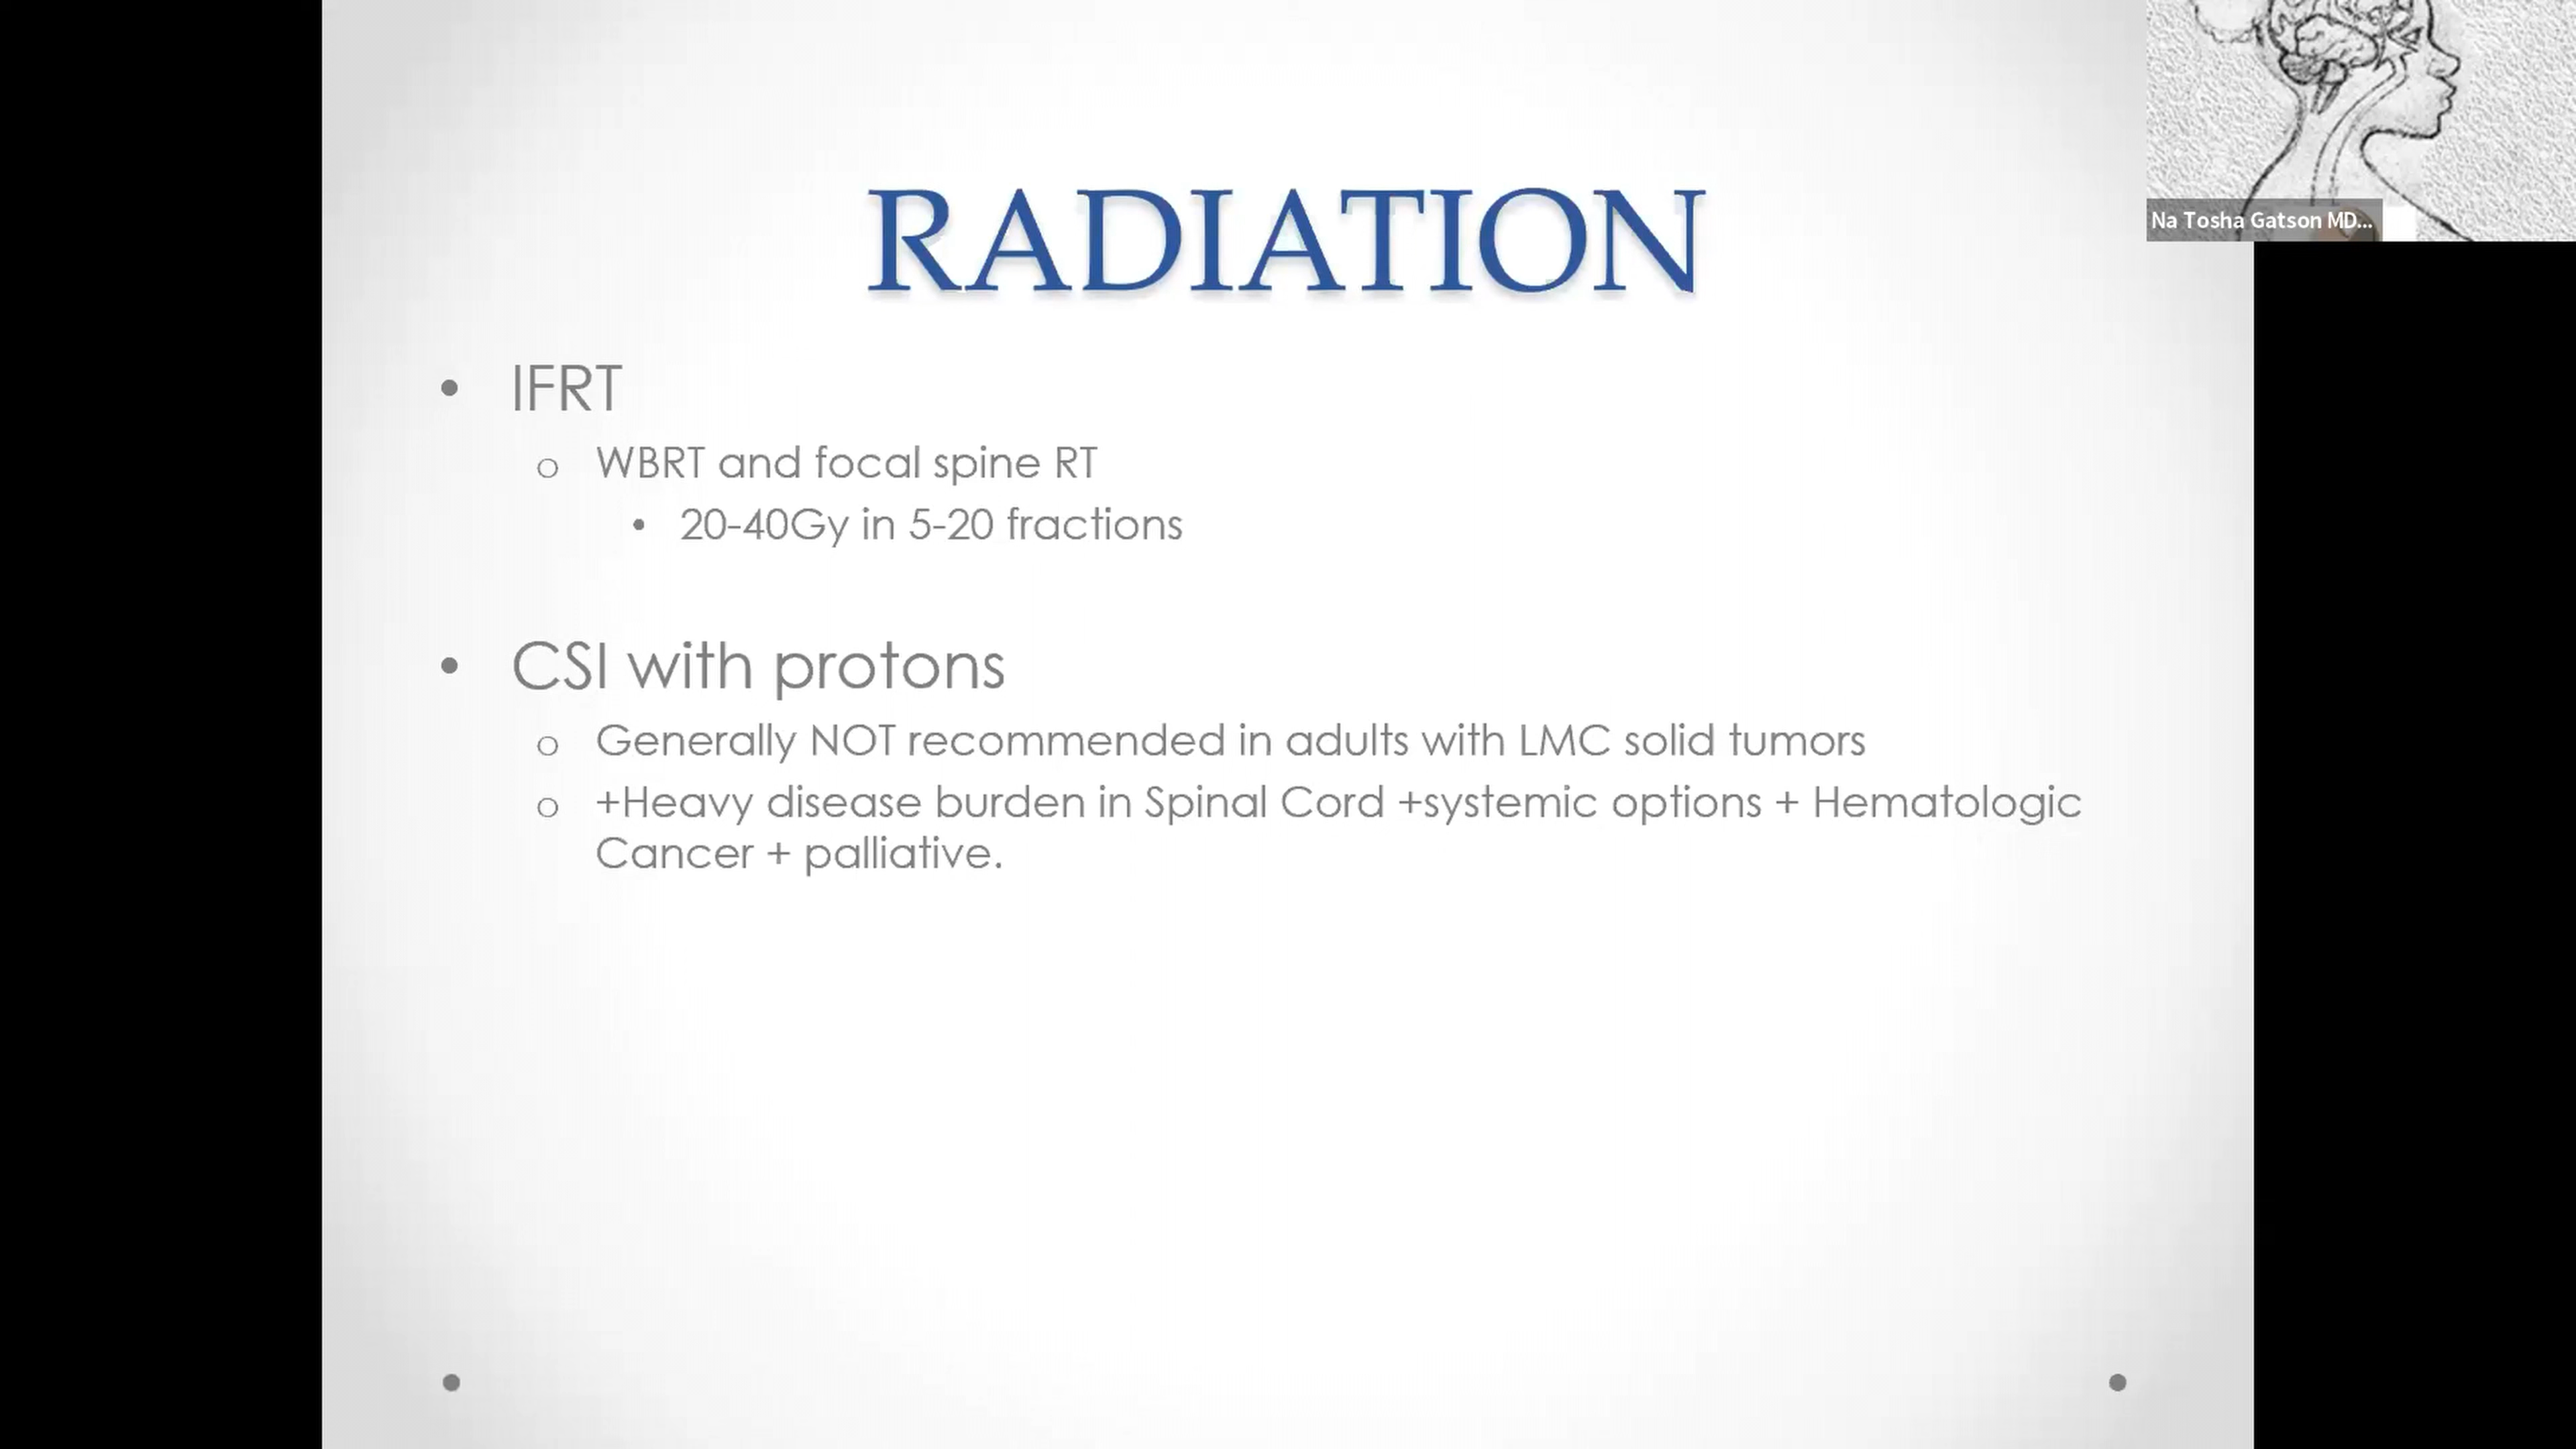 RADIATION
Na Tosha Gatson MD...
• IFRT
o WBRT and focal spine RT
• 20-40Gy in 5-20 fractions
• CSI with protons
o Generally NOT recommended in adults with LMC solid tumors
o +Heavy disease burden in Spinal Cord +systemic options + Hematologic
Cancer + palliative.